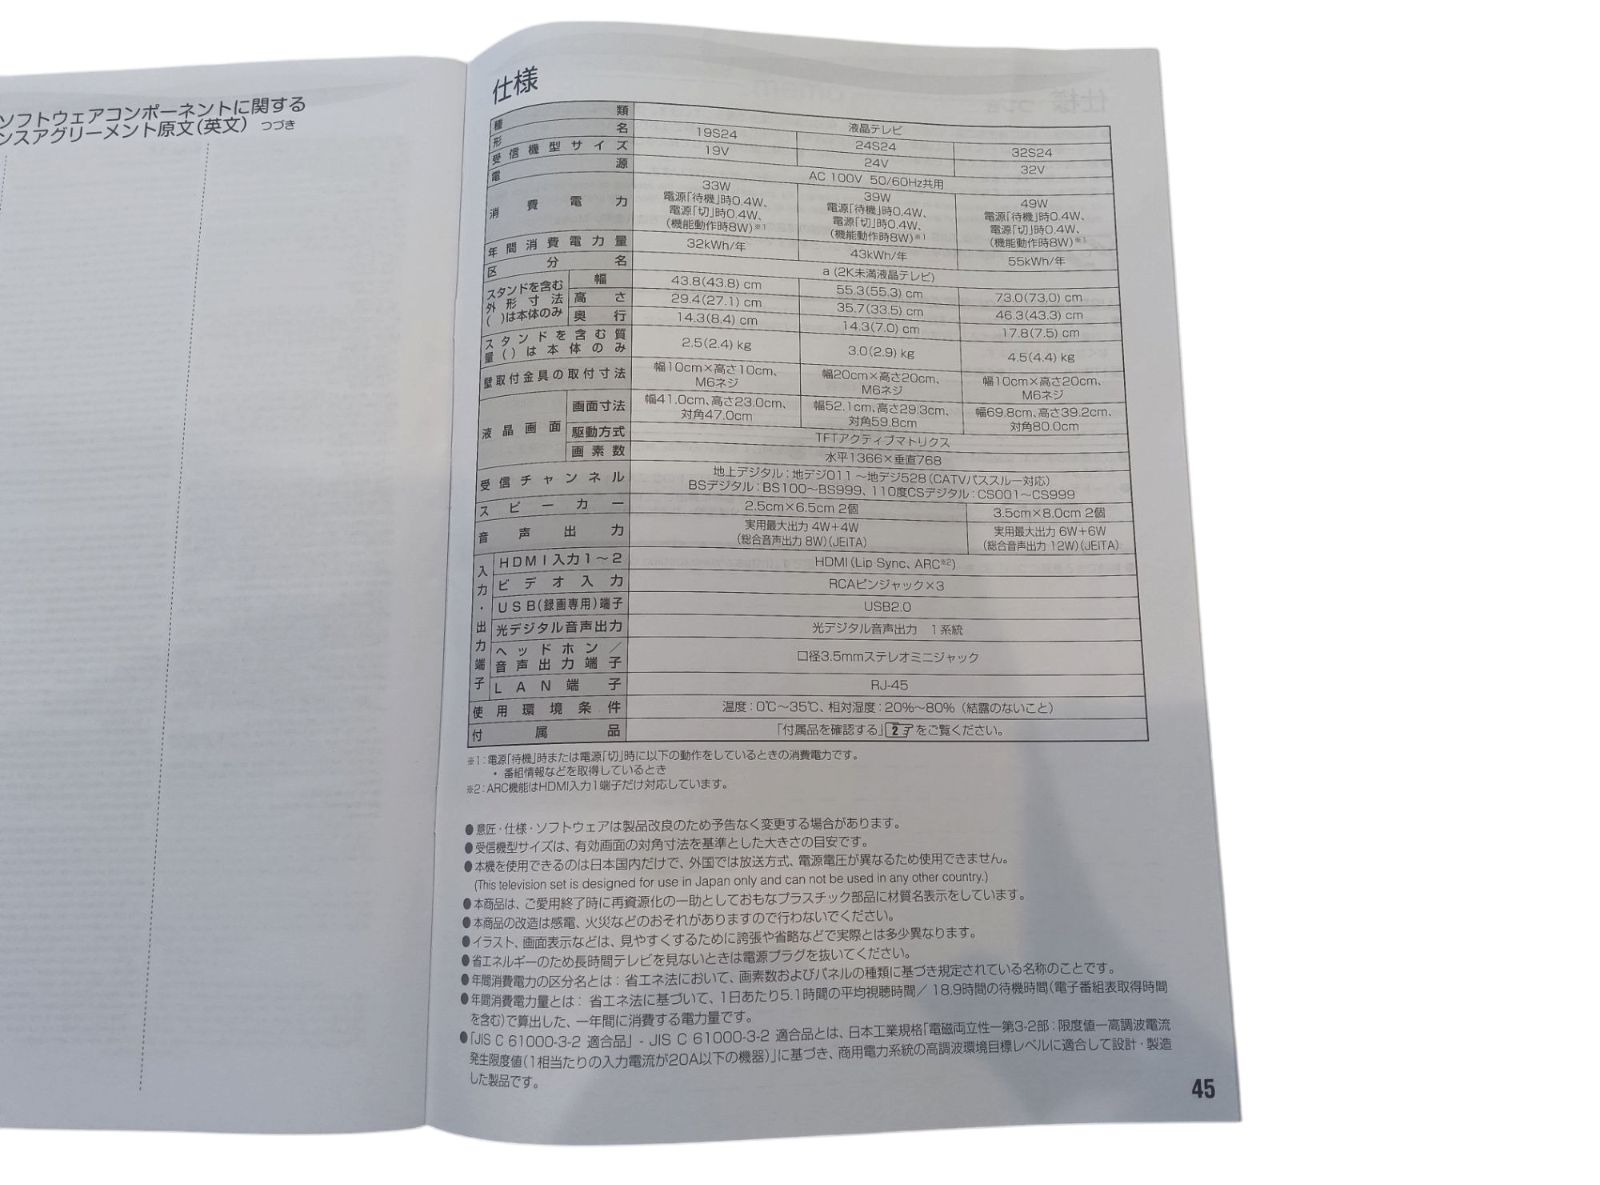 ソフトウェアコンポーネントに関する
ンスアグリーメント原文(英文) つづき
仕様
種類 液晶テレビ
形名 19S24 24S24 32S24
受信機型サイズ 19V 24V 32V
電源 AC 100V 50/60Hz共用
消費電力 33W 39W 49W
電源｢待機｣時0.4W、 電源｢待機｣時0.4W、 電源｢待機｣時0.4W、
電源｢切｣時0.4W、 電源｢切｣時0.4W、 電源｢切｣時0.4W、
(機能動作時8W)※1 (機能動作時8W)※1 (機能動作時8W)※1
年間消費電力量 32kWh/年 43kWh/年 55kWh/年
区分名 a (2K未満液晶テレビ)
スタンドを含む外形寸法( )は本体のみ 幅 43.8(43.8) cm 55.3(55.3) cm 73.0(73.0) cm
高さ 29.4(27.1) cm 35.7(33.5) cm 46.3(43.3) cm
奥行 14.3(8.4) cm 14.3(7.0) cm 17.8(7.5) cm
スタンドを含む質量( )は本体のみ 2.5(2.4) kg 3.0(2.9) kg 4.5(4.4) kg
壁取付金具の取付寸法 幅10cm×高さ10cm、 幅20cm×高さ20cm、 幅10cm×高さ20cm、
M6ネジ M6ネジ M6ネジ
液晶画面 画面寸法 幅41.0cm､高さ23.0cm、 幅52.1cm､高さ29.3cm、 幅69.8cm､高さ39.2cm、
対角47.0cm 対角59.8cm 対角80.0cm
駆動方式 TFTアクティブマトリクス
画素数 水平1366×垂直768
受信チャンネル 地上デジタル：地デジ011～地デジ528 (CATVパススルー対応)
BSデジタル：BS100～BS999、110度CSデジタル：CS001～CS999
スピーカー 2.5cm×6.5cm 2個 3.5cm×8.0cm 2個
音声出力 実用最大出力 4W+4W 実用最大出力 6W+6W
(総合音声出力 8W)(JEITA) (総合音声出力 12W)(JEITA)
入力・出力端子 HDMI入力1～2 HDMI (Lip Sync、ARC※2)
ビデオ入力 RCAピンジャック×3
USB(録画専用)端子 USB2.0
光デジタル音声出力 光デジタル音声出力 1系統
ヘッドホン／音声出力端子 口径3.5mmステレオミニジャック
LAN端子 RJ-45
使用環境条件 温度：0℃～35℃、相対湿度：20%～80% (結露のないこと)
付属品 ｢付属品を確認する｣ 2 をご覧ください。
※1：電源｢待機｣時または電源｢切｣時に以下の動作をしているときの消費電力です。
・ 番組情報などを取得しているとき
※2：ARC機能はHDMI入力1端子だけ対応しています。
●意匠・仕様・ソフトウェアは製品改良のため予告なく変更する場合があります。
●受信機型サイズは、有効画面の対角寸法を基準とした大きさの目安です。
●本機を使用できるのは日本国内だけで、外国では放送方式、電源電圧が異なるため使用できません。
(This television set is designed for use in Japan only and can not be used in any other country.)
●本商品は、ご愛用終了時に再資源化の一助としておもなプラスチック部品に材質名表示をしています。
●本商品の改造は感電、火災などのおそれがありますので行わないでください。
●イラスト、画面表示などは、見やすくするために誇張や省略などで実際とは多少異なります。
●省エネルギーのため長時間テレビを見ないときは電源プラグを抜いてください。
●年間消費電力の区分名とは：省エネ法において、画素数およびパネルの種類に基づき規定されている名称のことです。
●年間消費電力量とは：省エネ法に基づいて、1日あたり5.1時間の平均視聴時間／18.9時間の待機時間(電子番組表取得時間
を含む)で算出した、一年間に消費する電力量です。
●｢JIS C 61000-3-2 適合品｣ - JIS C 61000-3-2 適合品とは、日本工業規格｢電磁両立性ー第3-2部：限度値ー高調波電流
発生限度値(1相当たりの入力電流が20A以下の機器)｣に基づき、商用電力系統の高調波環境目標レベルに適合して設計・製造
した製品です。
45